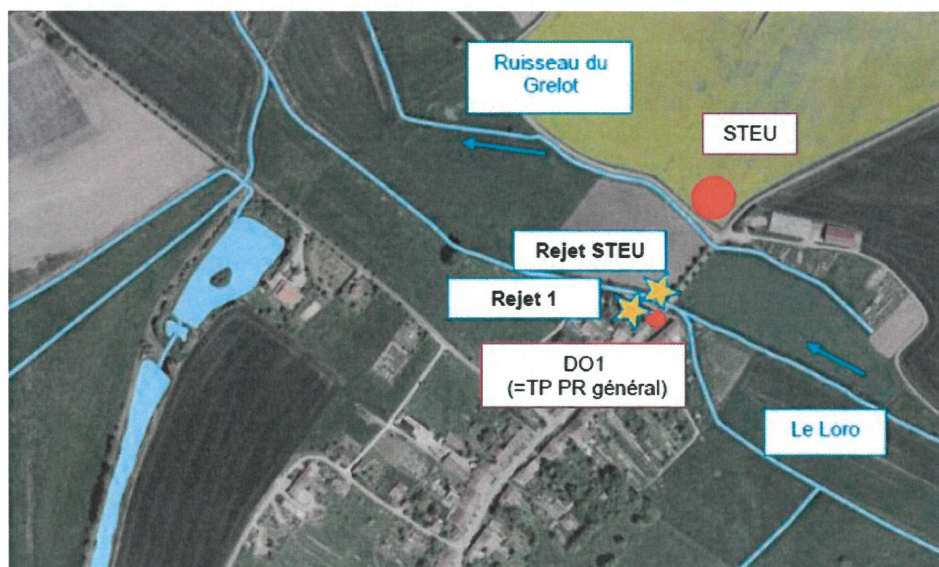 Ruisseau du
Grelot
STEU
Rejet STEU
Rejet 1
DO1
(=TP PR général)
Le Loro